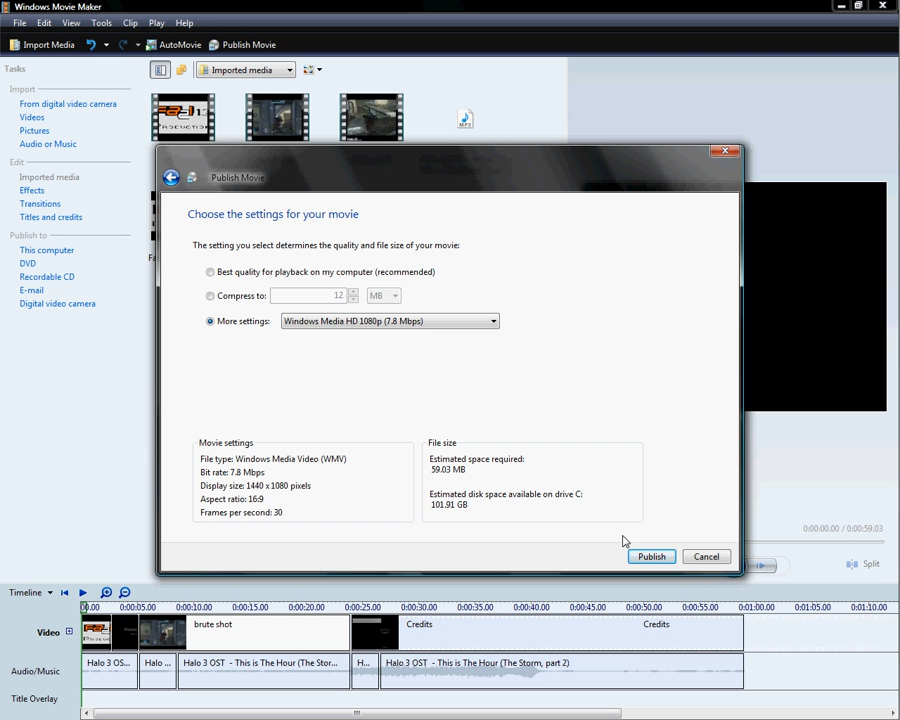 Windows Movie Maker
File Edit View Tools Clip Play Help
Import Media AutoMovie Publish Movie
Tasks
Imported media
Import
From digital video camera
Videos
Pictures
Audio or Music
MP3
Edit
Imported media
Effects
Transitions
Titles and credits
Publish to
This computer
DVD
Recordable CD
E-mail
Digital video camera
Publish Movie
Choose the settings for your movie
The setting you select determines the quality and file size of your movie:
Best quality for playback on my computer (recommended)
Compress to: 12 MB
More settings: Windows Media HD 1080p (7.8 Mbps)
Movie settings
File type: Windows Media Video (WMV)
Bit rate: 7.8 Mbps
Display size: 1440 x 1080 pixels
Aspect ratio: 16:9
Frames per second: 30
File size
Estimated space required:
59.03 MB
Estimated disk space available on drive C:
101.91 GB
Publish Cancel
0:00:00.00 / 0:00:59.03
Split
Timeline
00.00 0:00:05.00 0:00:10.00 0:00:15.00 0:00:20.00 0:00:25.00 0:00:30.00 0:00:35.00 0:00:40.00 0:00:45.00 0:00:50.00 0:00:55.00 0:01:00.00 0:01:05.00 0:01:10.00
Video brute shot Credits Credits
Audio/Music Halo 3 OS... Halo ... Halo 3 OST - This is The Hour (The Stor... H... Halo 3 OST - This is The Hour (The Storm, part 2)
Title Overlay